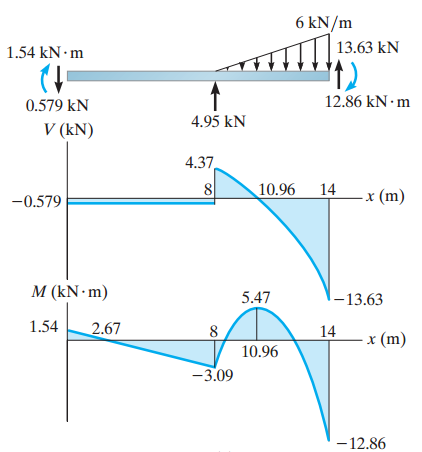 6 kN/m
1.54 kN·m
13.63 kN
0.579 kN
12.86 kN·m
4.95 kN
V (kN)
4.37
8 10.96 14 x (m)
−0.579
−13.63
M (kN·m)
5.47
1.54 2.67 8 14
x (m)
10.96
−3.09
−12.86